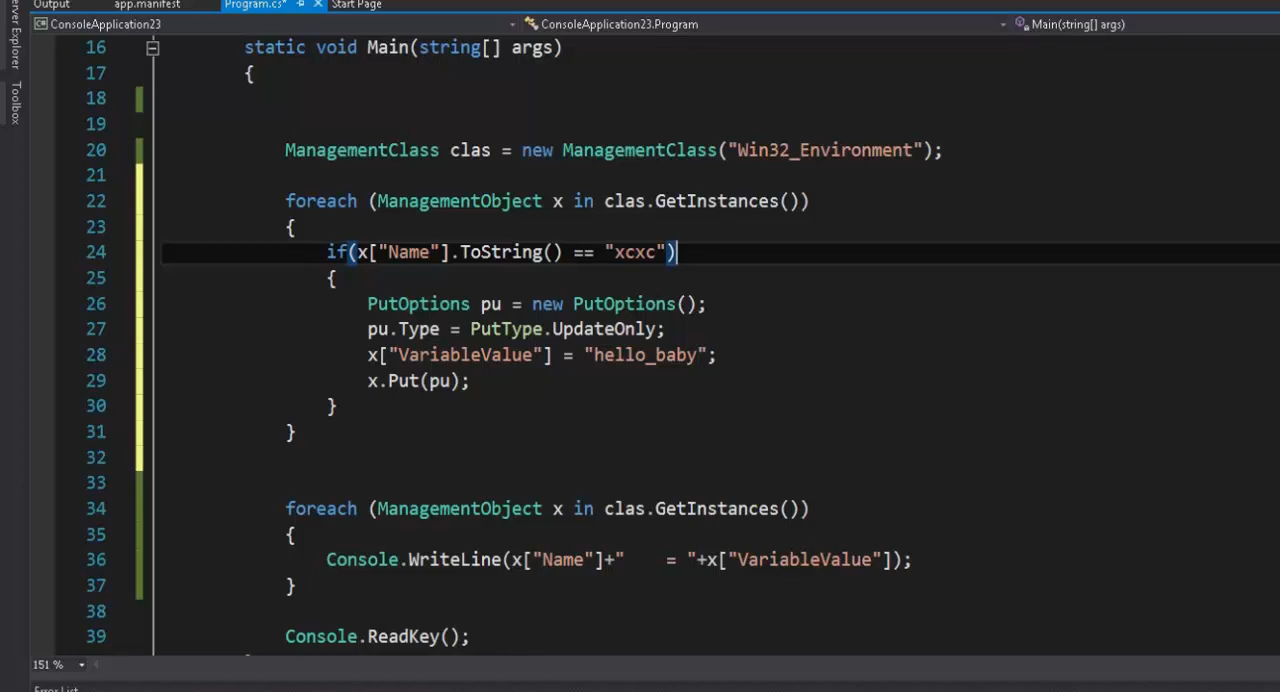 Output app.manifest Program.cs* Start Page
ConsoleApplication23 ConsoleApplication23.Program Main(string[] args)
erver Explorer
Toolbox
16 static void Main(string[] args)
17 {
18
19
20 ManagementClass clas = new ManagementClass("Win32_Environment");
21
22 foreach (ManagementObject x in clas.GetInstances())
23 {
24 if(x["Name"].ToString() == "xcxc")
25 {
26 PutOptions pu = new PutOptions();
27 pu.Type = PutType.UpdateOnly;
28 x["VariableValue"] = "hello_baby";
29 x.Put(pu);
30 }
31 }
32
33
34 foreach (ManagementObject x in clas.GetInstances())
35 {
36 Console.WriteLine(x["Name"]+"    = "+x["VariableValue"]);
37 }
38
39 Console.ReadKey();
151 %
Error List